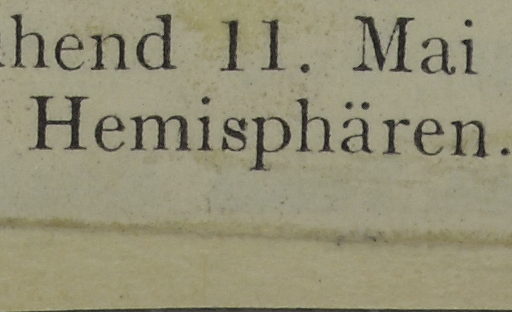 hend 11. Mai
Hemisphären.